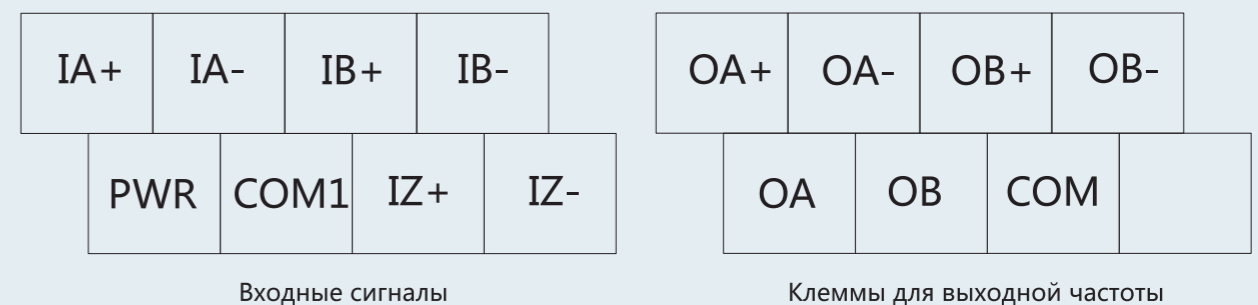 IA+ IA- IB+ IB- OA+ OA- OB+ OB-
PWR COM1 IZ+ IZ- OA OB COM
Входные сигналы Клеммы для выходной частоты